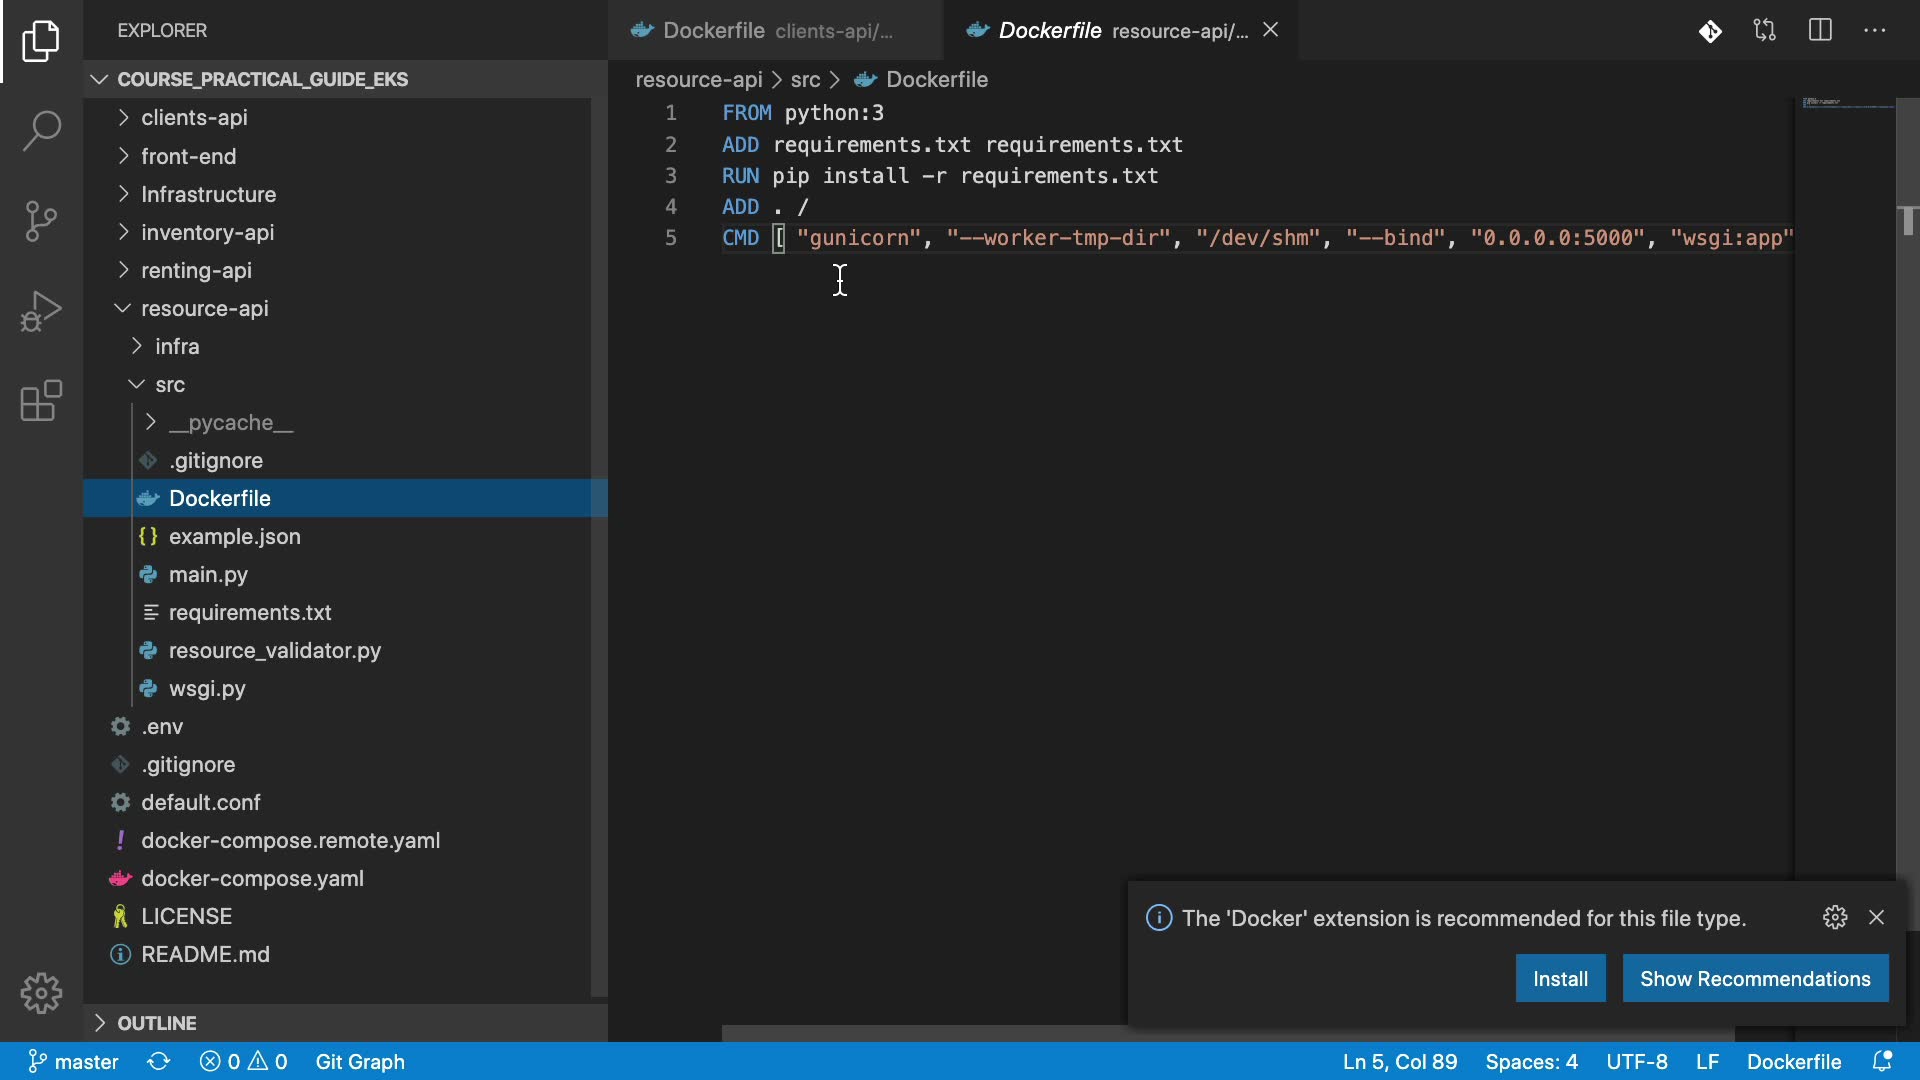 EXPLORER
COURSE_PRACTICAL_GUIDE_EKS
clients-api
front-end
Infrastructure
inventory-api
renting-api
resource-api
infra
src
__pycache__
.gitignore
Dockerfile
example.json
main.py
requirements.txt
resource_validator.py
wsgi.py
.env
.gitignore
default.conf
docker-compose.remote.yaml
docker-compose.yaml
LICENSE
README.md
OUTLINE
Dockerfile clients-api/...
Dockerfile resource-api/...
resource-api > src > Dockerfile
1 FROM python:3
2 ADD requirements.txt requirements.txt
3 RUN pip install -r requirements.txt
4 ADD . /
5 CMD [ "gunicorn", "--worker-tmp-dir", "/dev/shm", "--bind", "0.0.0.0:5000", "wsgi:app"
The 'Docker' extension is recommended for this file type.
Install
Show Recommendations
master 0 0 Git Graph Ln 5, Col 89 Spaces: 4 UTF-8 LF Dockerfile